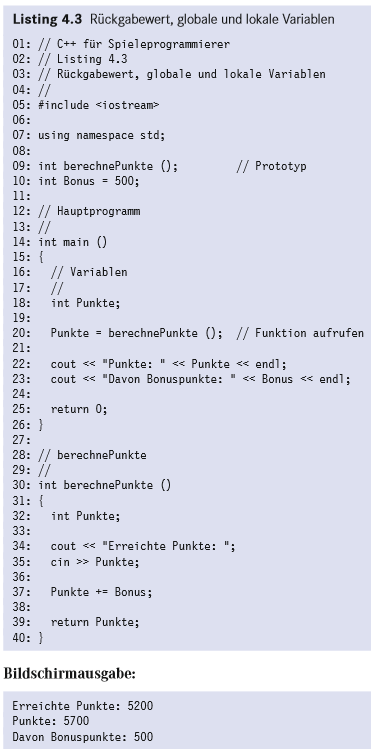 Listing 4.3 Rückgabewert, globale und lokale Variablen
01: // C++ für Spieleprogrammierer
02: // Listing 4.3
03: // Rückgabewert, globale und lokale Variablen
04: //
05: #include <iostream>
06:
07: using namespace std;
08:
09: int berechnePunkte (); // Prototyp
10: int Bonus = 500;
11:
12: // Hauptprogramm
13: //
14: int main ()
15: {
16: // Variablen
17: //
18: int Punkte;
19:
20: Punkte = berechnePunkte (); // Funktion aufrufen
21:
22: cout << "Punkte: " << Punkte << endl;
23: cout << "Davon Bonuspunkte: " << Bonus << endl;
24:
25: return 0;
26: }
27:
28: // berechnePunkte
29: //
30: int berechnePunkte ()
31: {
32: int Punkte;
33:
34: cout << "Erreichte Punkte: ";
35: cin >> Punkte;
36:
37: Punkte += Bonus;
38:
39: return Punkte;
40: }
Bildschirmausgabe:
Erreichte Punkte: 5200
Punkte: 5700
Davon Bonuspunkte: 500